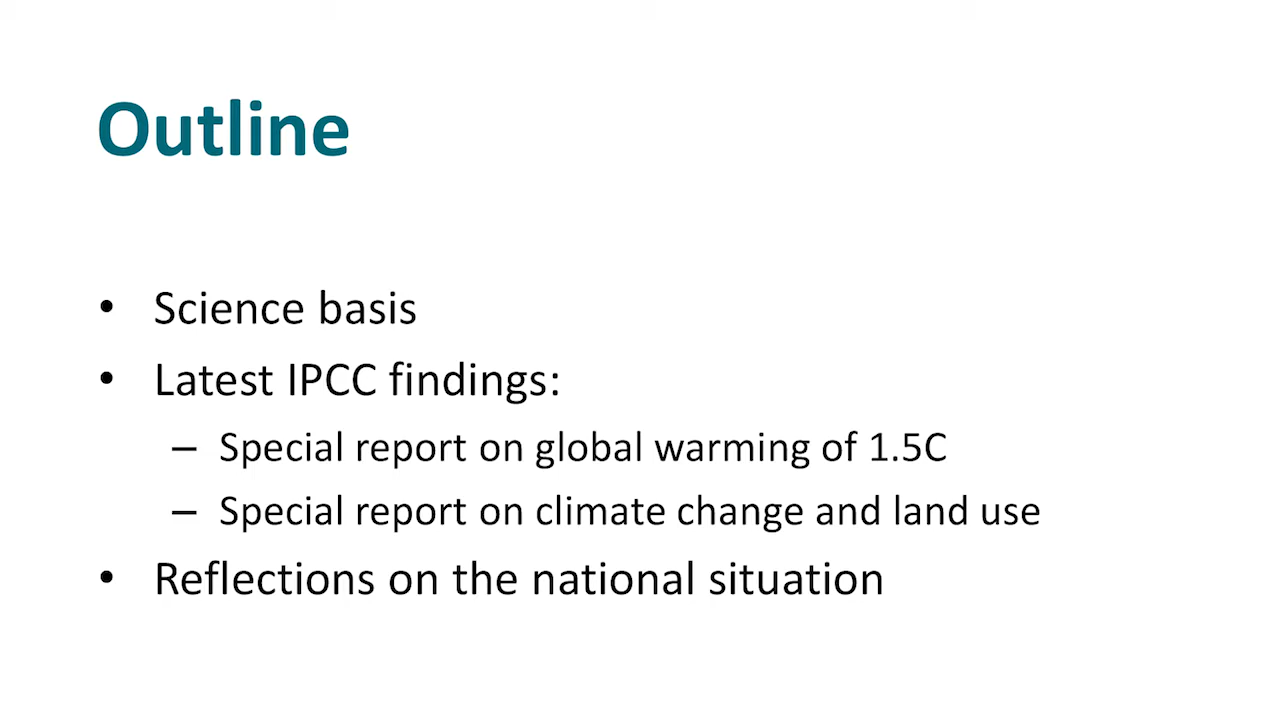 Outline
• Science basis
• Latest IPCC findings:
– Special report on global warming of 1.5C
– Special report on climate change and land use
• Reflections on the national situation